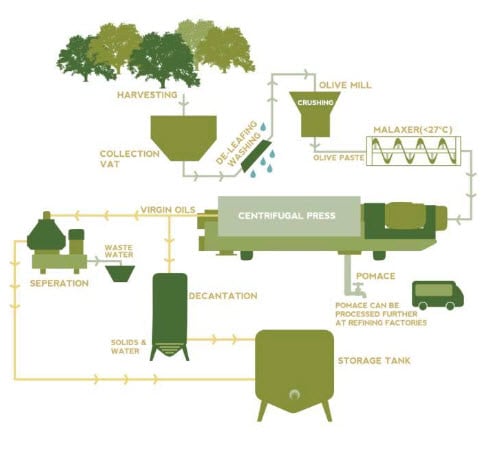 HARVESTING
COLLECTION
VAT
DE-LEAFING
WASHING
OLIVE MILL
CRUSHING
OLIVE PASTE
MALAXER(<27°C)
CENTRIFUGAL PRESS
VIRGIN OILS
SEPERATION
WASTE
WATER
DECANTATION
SOLIDS &
WATER
POMACE
POMACE CAN BE
PROCESSED FURTHER
AT REFINING FACTORIES
STORAGE TANK